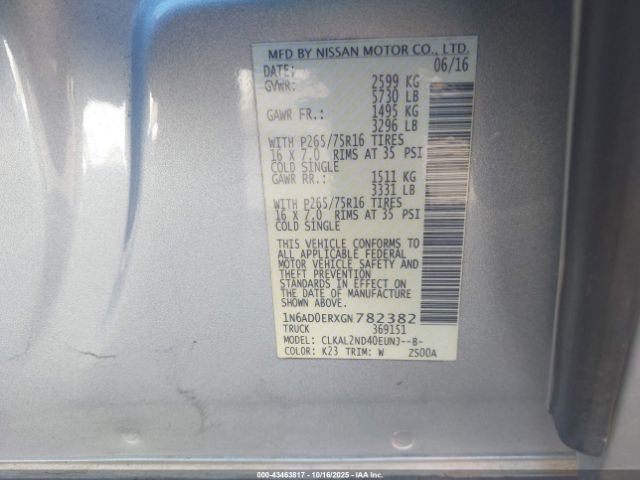 MFD BY NISSAN MOTOR CO., LTD.
DATE: 06/16
GVWR: 2599 KG
5730 LB
GAWR FR.: 1495 KG
3296 LB
WITH P265/75R16 TIRES
16 X 7.0 RIMS AT 35 PSI
COLD SINGLE
GAWR RR.: 1511 KG
3331 LB
WITH P265/75R16 TIRES
16 X 7.0 RIMS AT 35 PSI
COLD SINGLE
THIS VEHICLE CONFORMS TO
ALL APPLICABLE FEDERAL
MOTOR VEHICLE SAFETY AND
THEFT PREVENTION
STANDARDS IN EFFECT ON
THE DATE OF MANUFACTURE
SHOWN ABOVE.
1N6AD0ERXGN782382
TRUCK 369151
MODEL: CLKAL2ND40EUNJ--B-
COLOR: K23 TRIM: W ZS00A
000-43463817 - 10/16/2025 - IAAI.COM